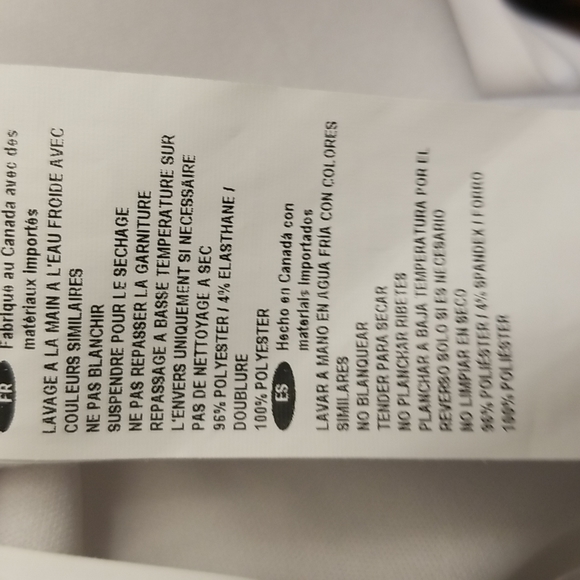 FR Fabriqué au Canada avec des
matériaux importés
LAVAGE A LA MAIN A L'EAU FROIDE AVEC
COULEURS SIMILAIRES
NE PAS BLANCHIR
SUSPENDRE POUR LE SECHAGE
NE PAS REPASSER LA GARNITURE
REPASSAGE A BASSE TEMPERATURE SUR
L'ENVERS UNIQUEMENT SI NECESSAIRE
PAS DE NETTOYAGE A SEC
96% POLYESTER / 4% ELASTHANE /
DOUBLURE
100% POLYESTER
ES Hecho en Canadá con
materials importados
LAVAR A MANO EN AGUA FRIA CON COLORES
SIMILARES
NO BLANQUEAR
TENDER PARA SECAR
NO PLANCHAR RIBETES
PLANCHAR A BAJA TEMPERATURA POR EL
REVERSO SOLO SI ES NECESARIO
NO LIMPIAR EN SECO
96% POLIESTER / 4% SPANDEX / FORRO
100% POLIESTER